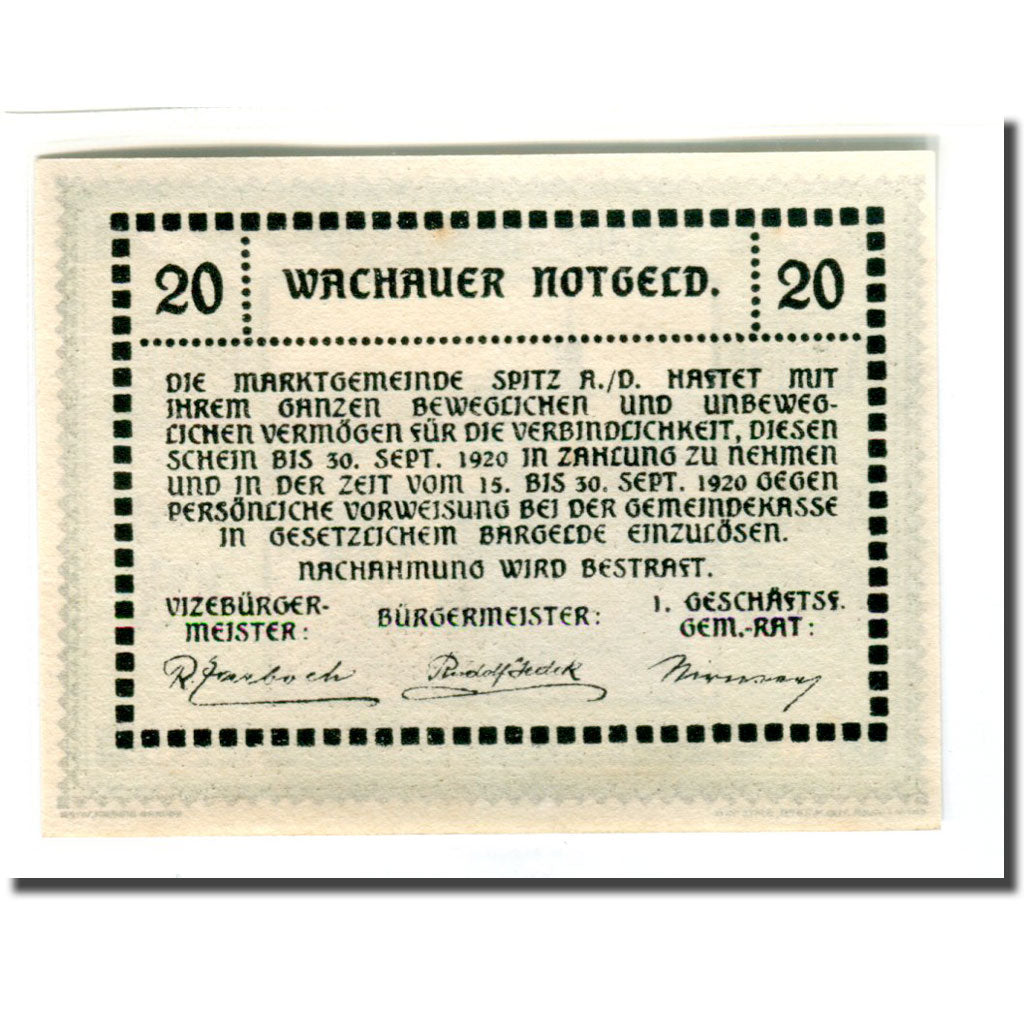 20 WACHAUER NOTGELD. 20
DIE MARKTGEMEINDE SPITZ A./D. HAFTET MIT
IHREM GANZEN BEWEGLICHEN UND UNBEWEG-
LICHEN VERMÖGEN FÜR DIE VERBINDLICHKEIT, DIESEN
SCHEIN BIS 30. SEPT. 1920 IN ZAHLUNG ZU NEHMEN
UND IN DER ZEIT VOM 15. BIS 30. SEPT. 1920 GEGEN
PERSÖNLICHE VORWEISUNG BEI DER GEMEINDEKASSE
IN GESETZLICHEM BARGELDE EINZULÖSEN.
NACHAHMUNG WIRD BESTRAFT.
VIZEBÜRGER-
MEISTER:
BÜRGERMEISTER:
1. GESCHÄFTSF.
GEM.-RAT:
Rudolf